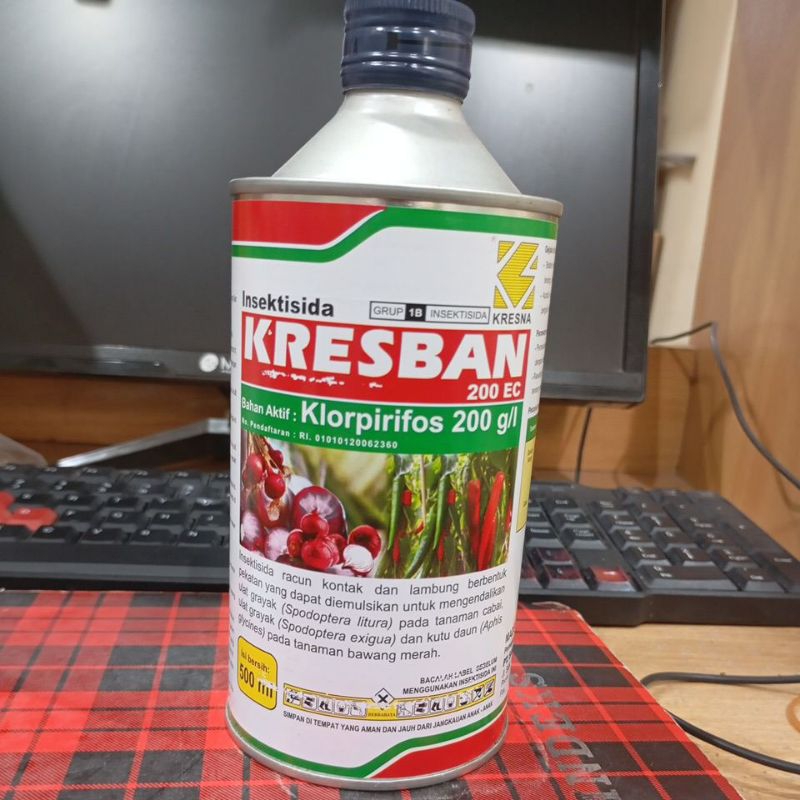 Insektisida
GRUP 1B INSEKTISIDA
KRESNA
KRESBAN
200 EC
Bahan Aktif : Klorpirifos 200 g/l
No. Pendaftaran : RI. 01010120062360
Insektisida racun kontak dan lambung berbentuk
pekatan yang dapat diemulsikan untuk mengendalikan
ulat grayak (Spodoptera litura) pada tanaman cabai,
ulat grayak (Spodoptera exigua) dan kutu daun (Aphis
glycines) pada tanaman bawang merah.
isi bersih:
500 ml
BACALAH LABEL SEBELUM
MENGGUNAKAN INSEKTISIDA INI
BERBAHAYA
SIMPAN DI TEMPAT YANG AMAN DAN JAUH DARI JANGKAUAN ANAK - ANAK